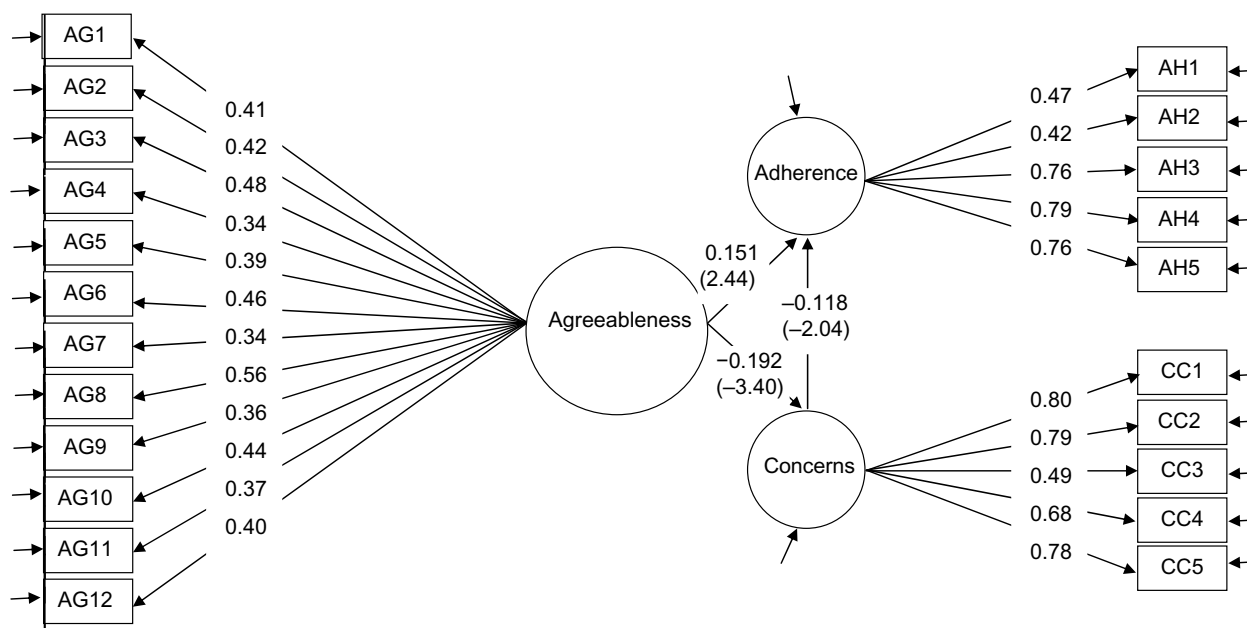 AG1
AG2
AG3
AG4
AG5
AG6
AG7
AG8
AG9
AG10
AG11
AG12
0.41
0.42
0.48
0.34
0.39
0.46
0.34
0.56
0.36
0.44
0.37
0.40
Agreeableness
0.151
(2.44)
−0.192
(–3.40)
–0.118
(–2.04)
Adherence
Concerns
0.47
0.42
0.76
0.79
0.76
AH1
AH2
AH3
AH4
AH5
0.80
0.79
0.49
0.68
0.78
CC1
CC2
CC3
CC4
CC5